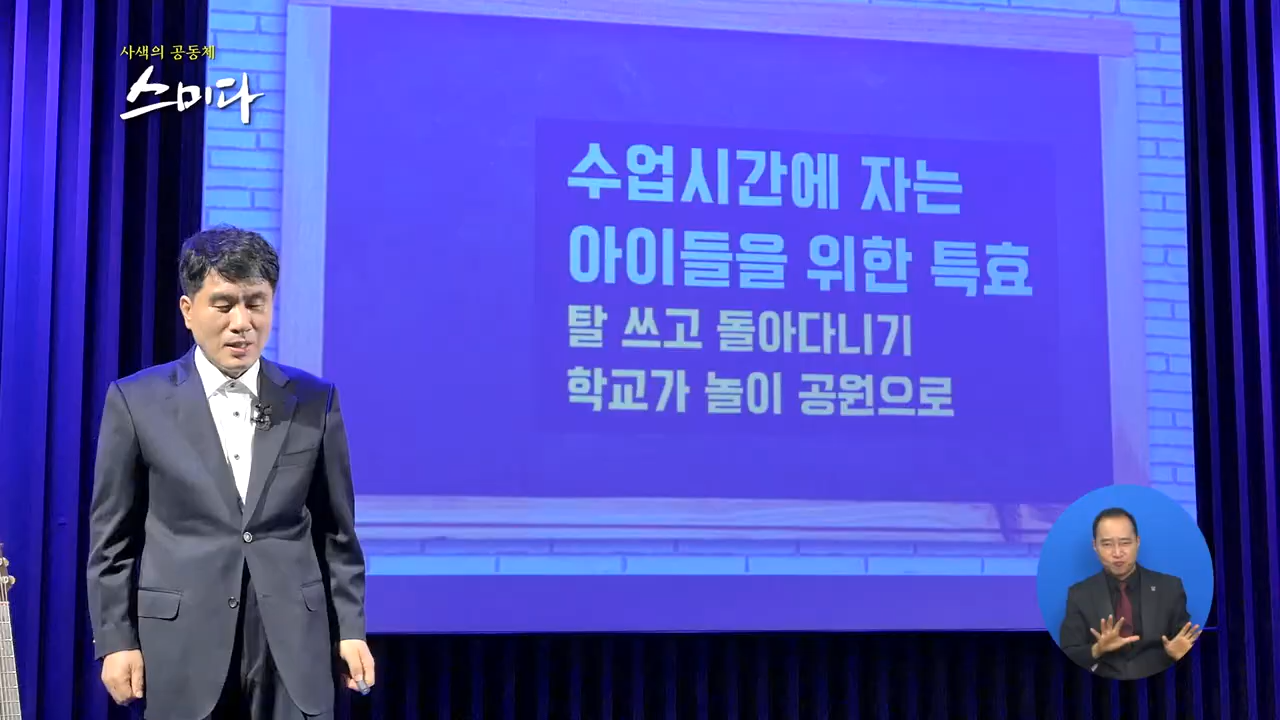 사색의 공동체
스미다
수업시간에 자는
아이들을 위한 특효
탈 쓰고 돌아다니기
학교가 놀이 공원으로